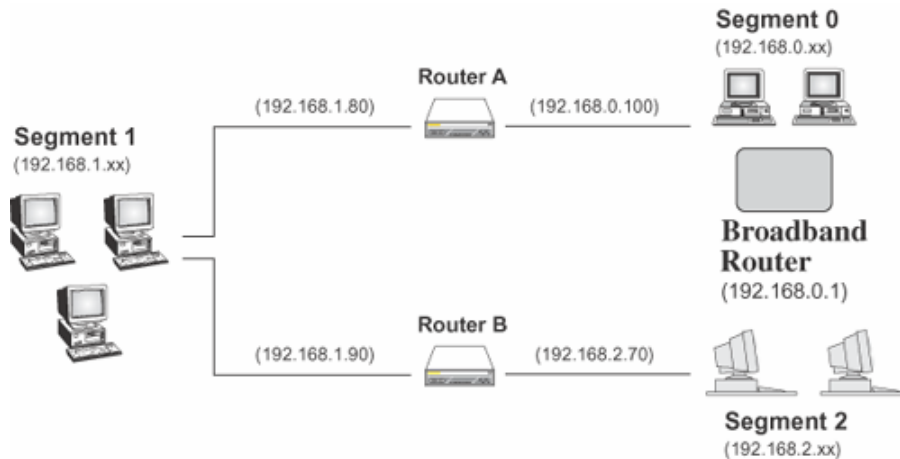 Segment 0
(192.168.0.xx)
Router A
(192.168.1.80)
(192.168.0.100)
Segment 1
(192.168.1.xx)
Broadband
Router
(192.168.0.1)
Router B
(192.168.1.90)
(192.168.2.70)
Segment 2
(192.168.2.xx)